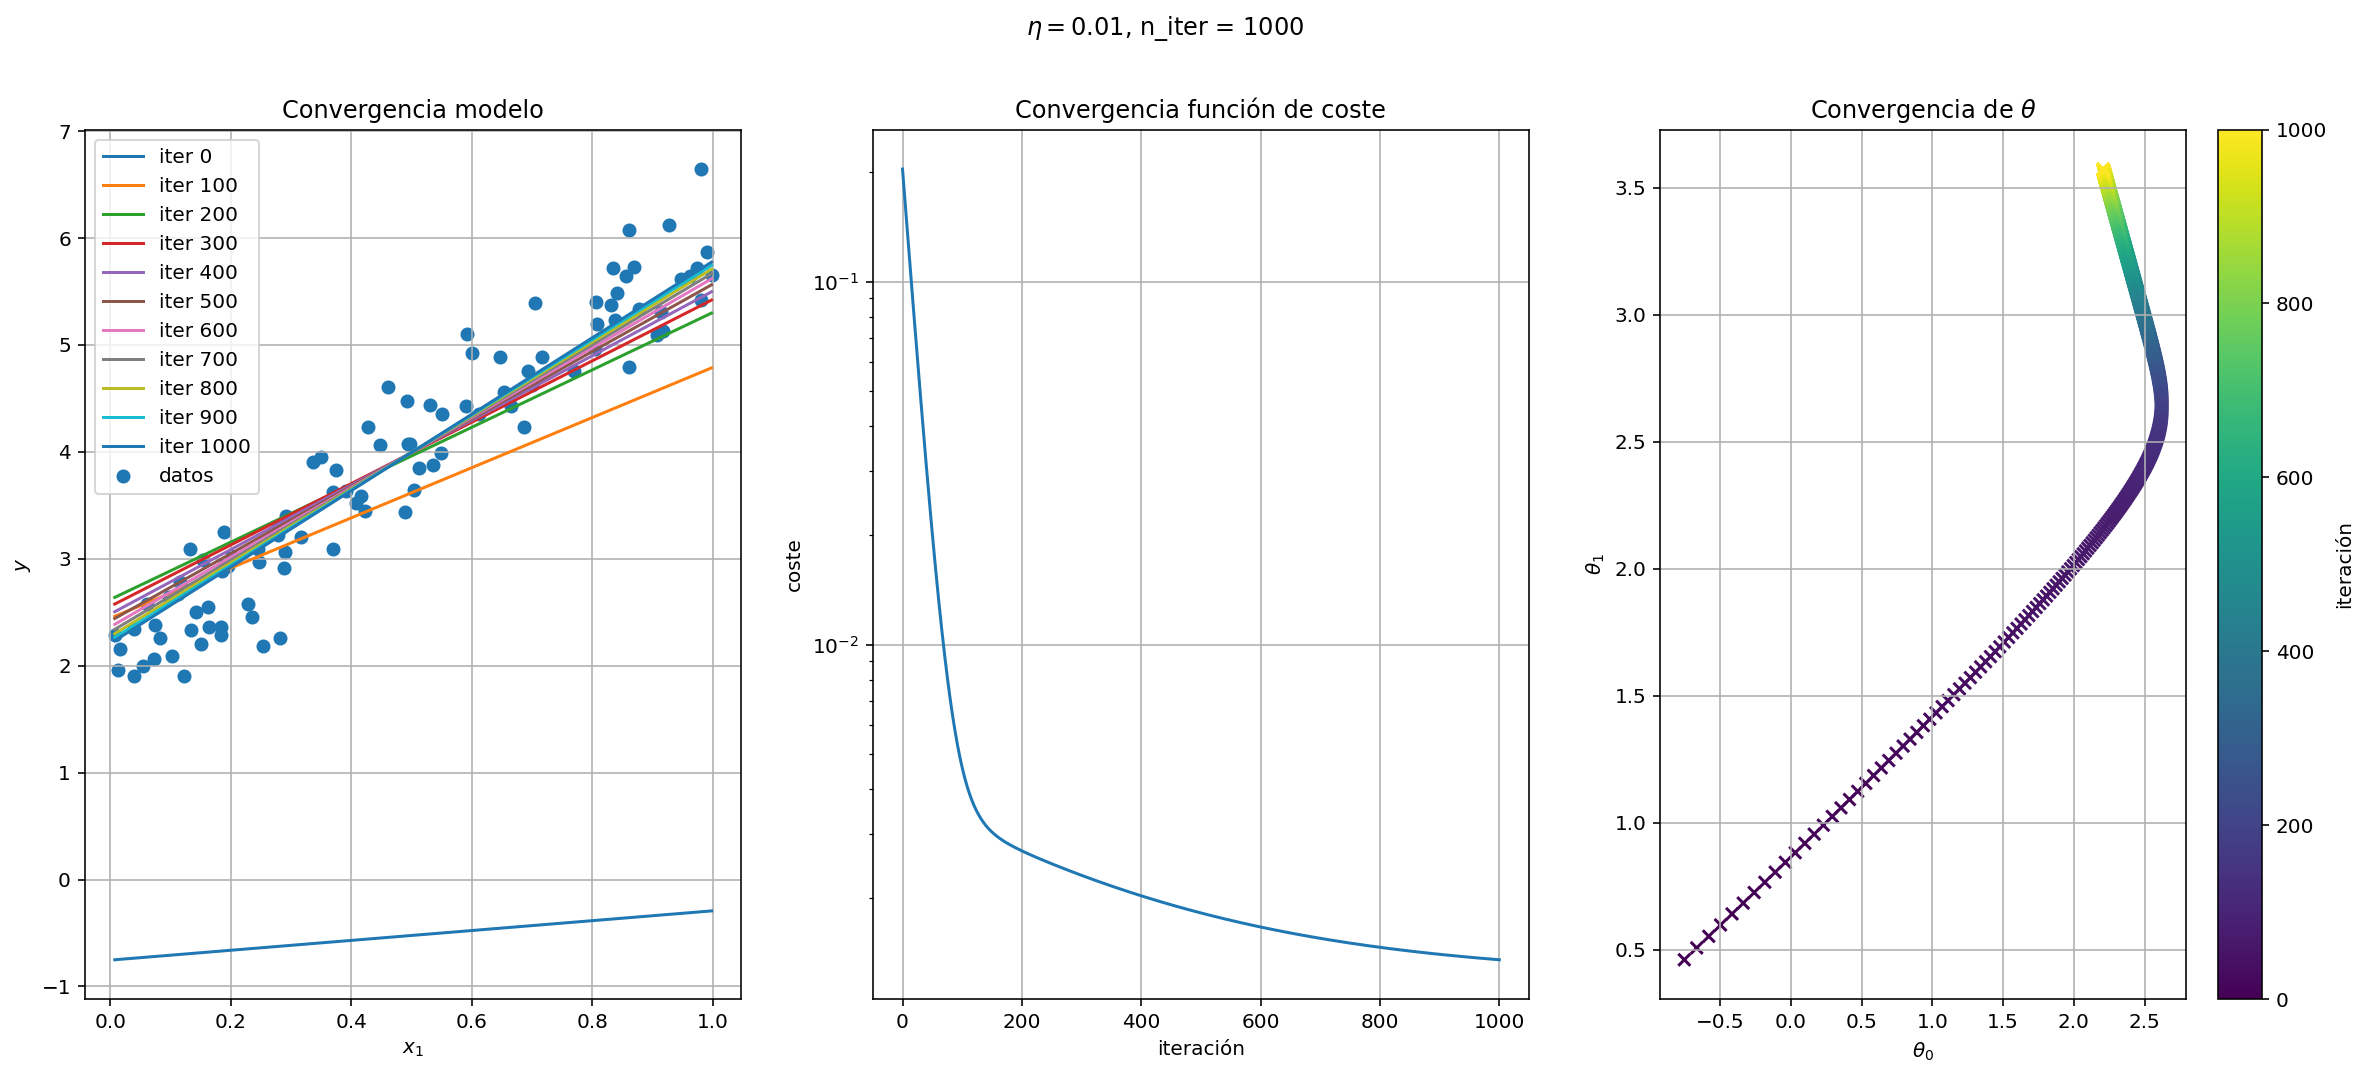 η = 0.01, n_iter = 1000
Convergencia modelo
7
6
5
4
3
2
1
0
−1
y
iter 0
iter 100
iter 200
iter 300
iter 400
iter 500
iter 600
iter 700
iter 800
iter 900
iter 1000
datos
0.0 0.2 0.4 0.6 0.8 1.0
x₁
Convergencia función de coste
10⁻¹
10⁻²
coste
0 200 400 600 800 1000
iteración
Convergencia de θ
3.5
3.0
2.5
2.0
1.5
1.0
0.5
θ₁
−0.5 0.0 0.5 1.0 1.5 2.0 2.5
θ₀
1000
800
600
400
200
0
iteración